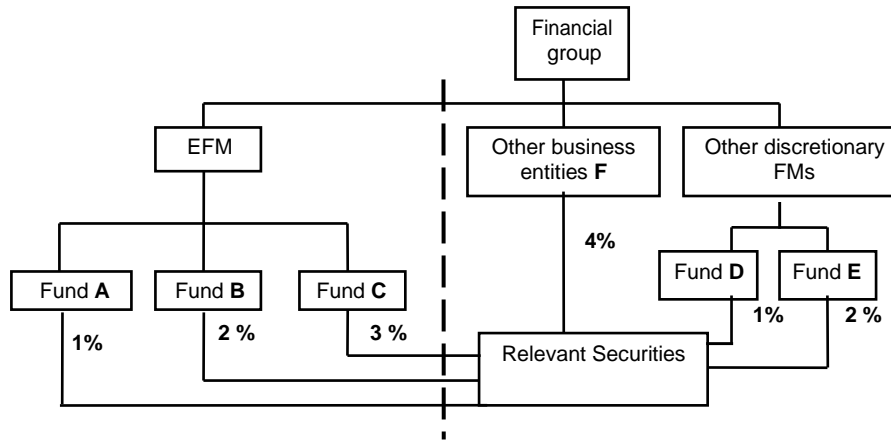 Financial
group
EFM
Other business
entities F
Other discretionary
FMs
4%
Fund A
Fund B
Fund C
Fund D
Fund E
1%
2 %
3 %
1%
2 %
Relevant Securities